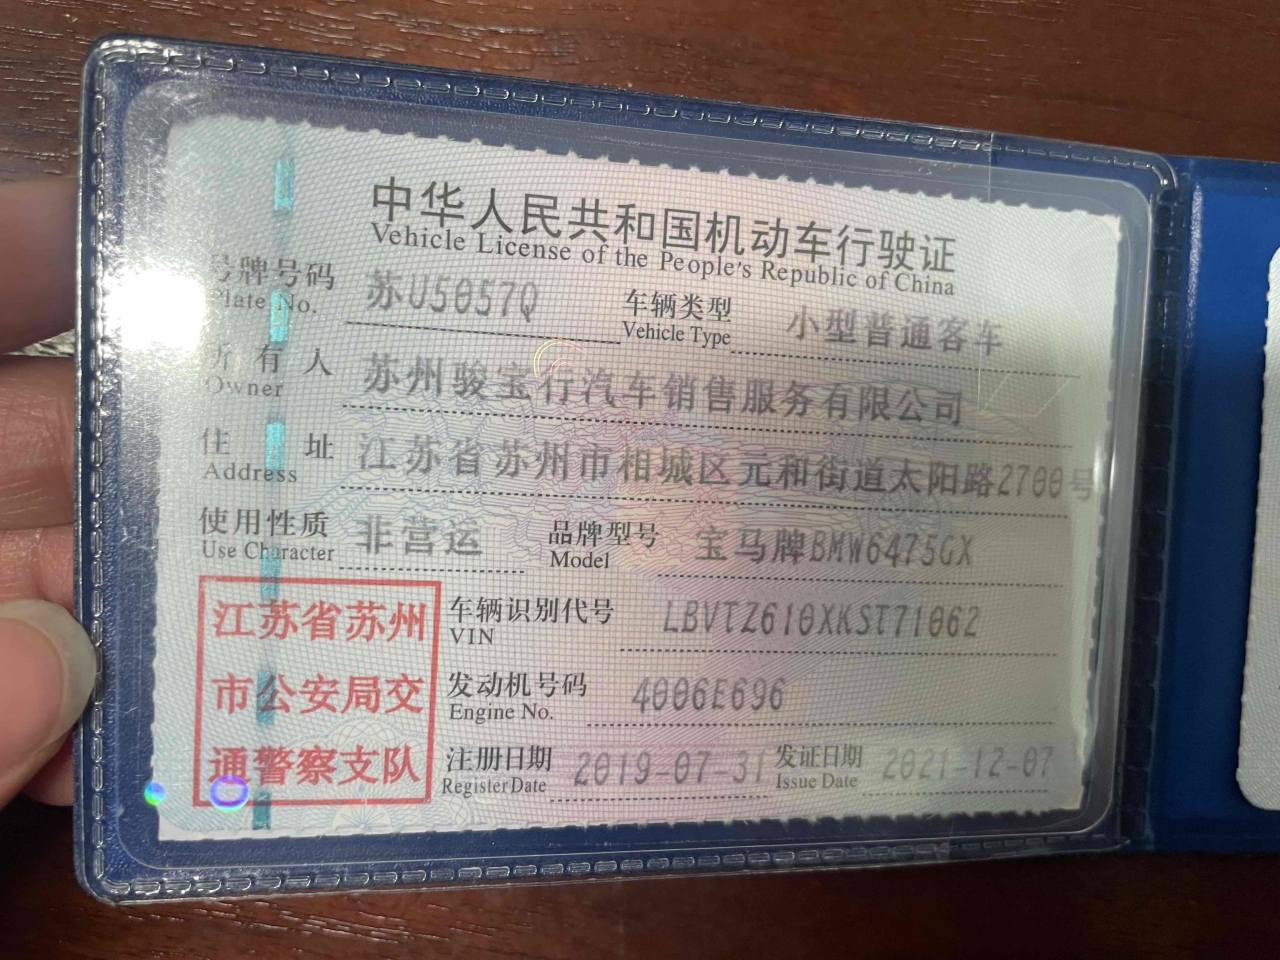 中华人民共和国机动车行驶证
Vehicle License of the People's Republic of China
号牌号码 苏U5057Q 车辆类型 小型普通客车
Plate No. Vehicle Type
所有人 苏州骏宝行汽车销售服务有限公司
Owner
住址 江苏省苏州市相城区元和街道太阳路2700号
Address
使用性质 非营运 品牌型号 宝马牌BMW6475GX
Use Character Model
江苏省苏州
市公安局交
通警察支队
车辆识别代号 LBVTZ610XKST71062
VIN
发动机号码 4006E696
Engine No.
注册日期 2019-07-31 发证日期 2021-12-07
Register Date Issue Date